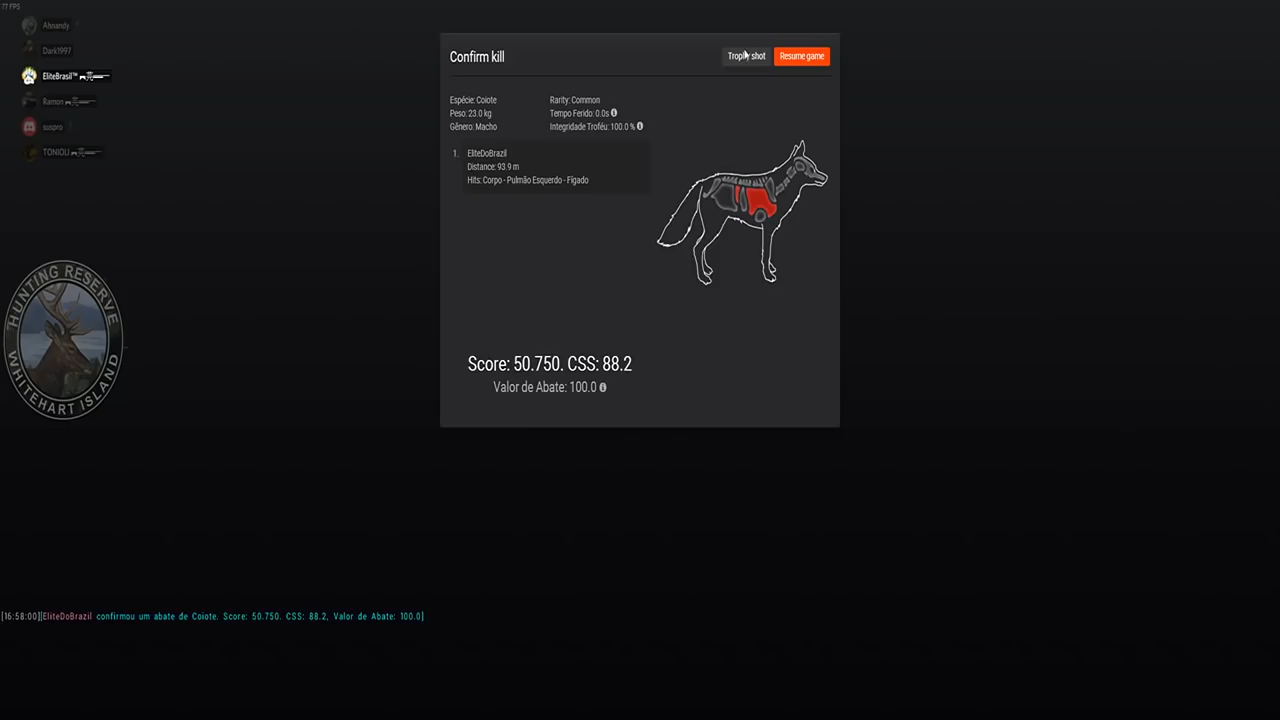 77 FPS
Ahnandy
Dark1997
EliteBrasil™
Ramon
suspro
TONIOLI
Confirm kill
Trophy shot
Resume game
Espécie: Coiote
Rarity: Common
Peso: 23.0 kg
Tempo Ferido: 0.0s
Gênero: Macho
Integridade Troféu: 100.0 %
1. EliteDoBrazil
Distance: 93.9 m
Hits: Corpo - Pulmão Esquerdo - Fígado
HUNTING RESERVE
WHITEHART ISLAND
Score: 50.750. CSS: 88.2
Valor de Abate: 100.0
[16:58:00][EliteDoBrazil confirmou um abate de Coiote. Score: 50.750. CSS: 88.2, Valor de Abate: 100.0]